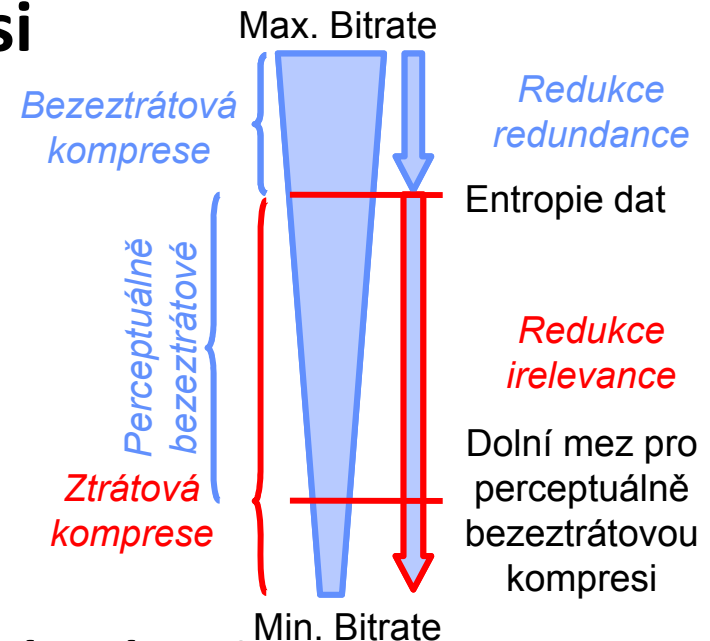 si
Max. Bitrate
Bezeztrátová
komprese
Redukce
redundance
Entropie dat
Perceptuálně
bezeztrátové
Redukce
irelevance
Ztrátová
komprese
Dolní mez pro
perceptuálně
bezeztrátovou
kompresi
Min. Bitrate